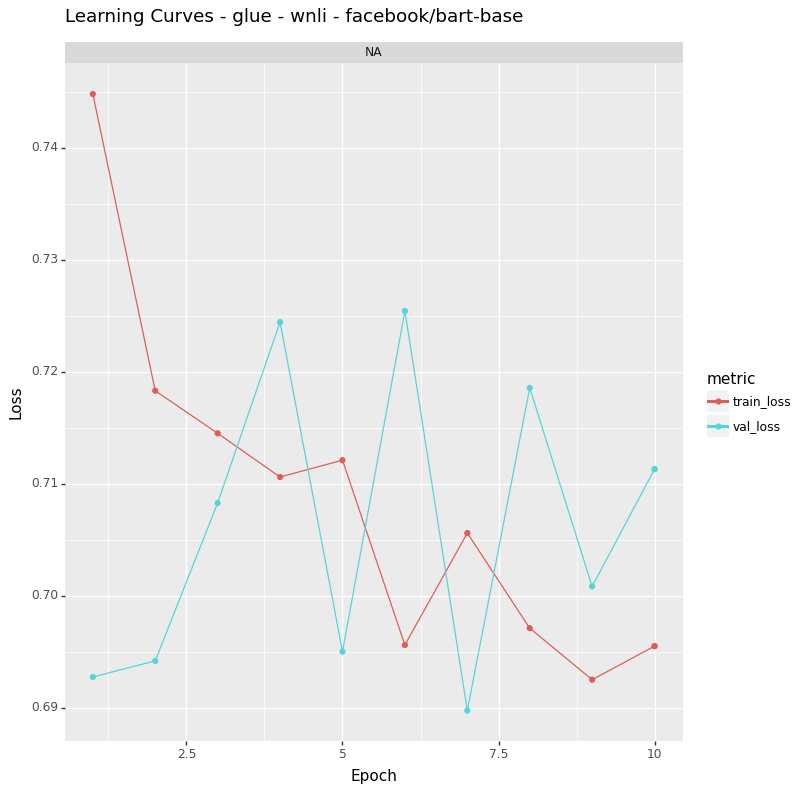 Learning Curves - glue - wnli - facebook/bart-base
NA
0.74
0.73
0.72
0.71
0.70
0.69
Loss
2.5
5
7.5
10
Epoch
metric
train_loss
val_loss